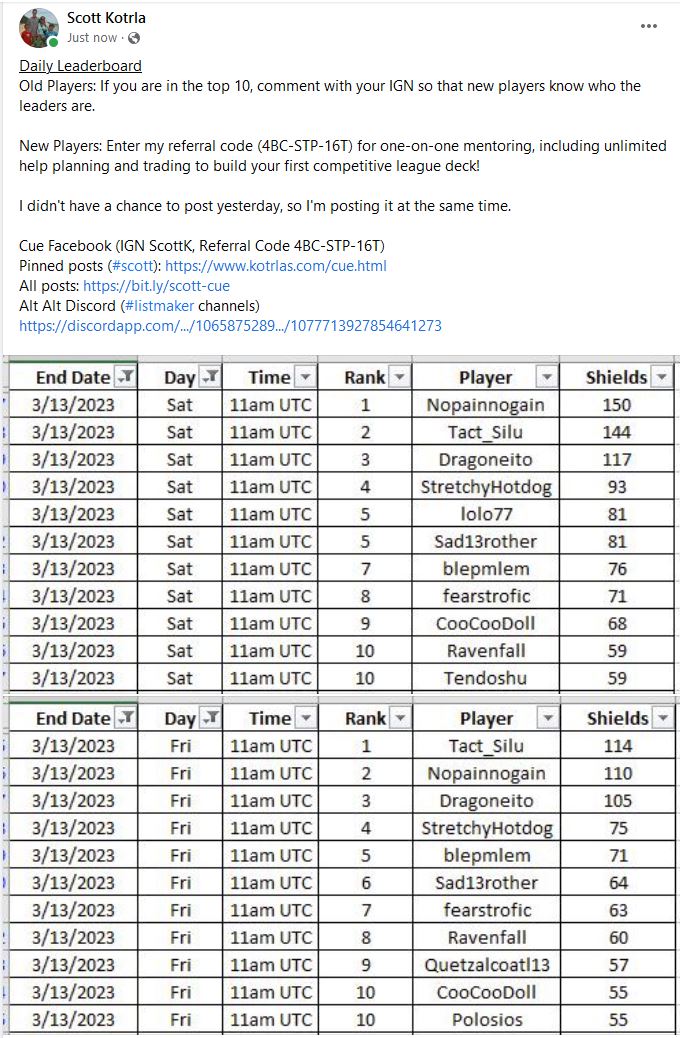 Scott Kotrla
Just now ·
Daily Leaderboard
Old Players: If you are in the top 10, comment with your IGN so that new players know who the
leaders are.
New Players: Enter my referral code (4BC-STP-16T) for one-on-one mentoring, including unlimited
help planning and trading to build your first competitive league deck!
I didn't have a chance to post yesterday, so I'm posting it at the same time.
Cue Facebook (IGN ScottK, Referral Code 4BC-STP-16T)
Pinned posts (#scott): https://www.kotrlas.com/cue.html
All posts: https://bit.ly/scott-cue
Alt Alt Discord (#listmaker channels)
https://discordapp.com/.../1065875289.../1077713927854641273
End Date Day Time Rank Player Shields
3/13/2023 Sat 11am UTC 1 Nopainnogain 150
3/13/2023 Sat 11am UTC 2 Tact_Silu 144
3/13/2023 Sat 11am UTC 3 Dragoneito 117
3/13/2023 Sat 11am UTC 4 StretchyHotdog 93
3/13/2023 Sat 11am UTC 5 lolo77 81
3/13/2023 Sat 11am UTC 5 Sad13rother 81
3/13/2023 Sat 11am UTC 7 blepmlem 76
3/13/2023 Sat 11am UTC 8 fearstrofic 71
3/13/2023 Sat 11am UTC 9 CooCooDoll 68
3/13/2023 Sat 11am UTC 10 Ravenfall 59
3/13/2023 Sat 11am UTC 10 Tendoshu 59
End Date Day Time Rank Player Shields
3/13/2023 Fri 11am UTC 1 Tact_Silu 114
3/13/2023 Fri 11am UTC 2 Nopainnogain 110
3/13/2023 Fri 11am UTC 3 Dragoneito 105
3/13/2023 Fri 11am UTC 4 StretchyHotdog 75
3/13/2023 Fri 11am UTC 5 blepmlem 71
3/13/2023 Fri 11am UTC 6 Sad13rother 64
3/13/2023 Fri 11am UTC 7 fearstrofic 63
3/13/2023 Fri 11am UTC 8 Ravenfall 60
3/13/2023 Fri 11am UTC 9 Quetzalcoatl13 57
3/13/2023 Fri 11am UTC 10 CooCooDoll 55
3/13/2023 Fri 11am UTC 10 Polosios 55